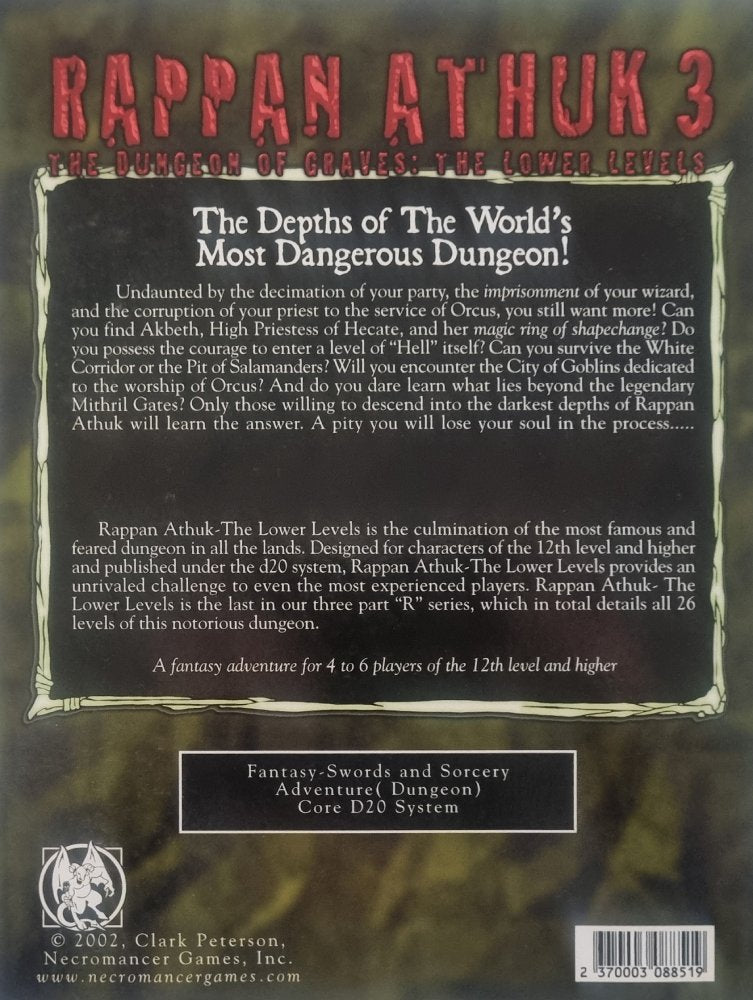 RAPPAN ATHUK 3
THE DUNGEON OF GRAVES: THE LOWER LEVELS
The Depths of The World's
Most Dangerous Dungeon!
Undaunted by the decimation of your party, the imprisonment of your wizard,
and the corruption of your priest to the service of Orcus, you still want more! Can
you find Akbeth, High Priestess of Hecate, and her magic ring of shapechange? Do
you possess the courage to enter a level of "Hell" itself? Can you survive the White
Corridor or the Pit of Salamanders? Will you encounter the City of Goblins dedicated
to the worship of Orcus? And do you dare learn what lies beyond the legendary
Mithril Gates? Only those willing to descend into the darkest depths of Rappan
Athuk will learn the answer. A pity you will lose your soul in the process.....
Rappan Athuk-The Lower Levels is the culmination of the most famous and
feared dungeon in all the lands. Designed for characters of the 12th level and higher
and published under the d20 system, Rappan Athuk-The Lower Levels provides an
unrivaled challenge to even the most experienced players. Rappan Athuk- The
Lower Levels is the last in our three part "R" series, which in total details all 26
levels of this notorious dungeon.
A fantasy adventure for 4 to 6 players of the 12th level and higher
Fantasy-Swords and Sorcery
Adventure( Dungeon)
Core D20 System
© 2002, Clark Peterson,
Necromancer Games, Inc.
www.necromancergames.com
2 370003 088519